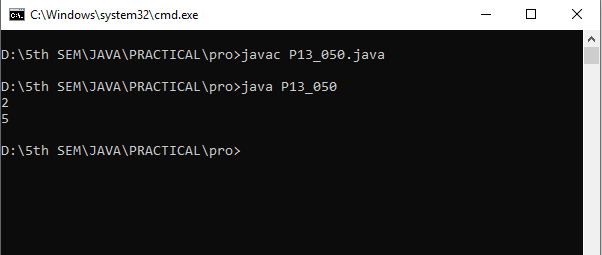 C:\Windows\system32\cmd.exe
D:\5th SEM\JAVA\PRACTICAL\pro>javac P13_050.java
D:\5th SEM\JAVA\PRACTICAL\pro>java P13_050
2
5
D:\5th SEM\JAVA\PRACTICAL\pro>